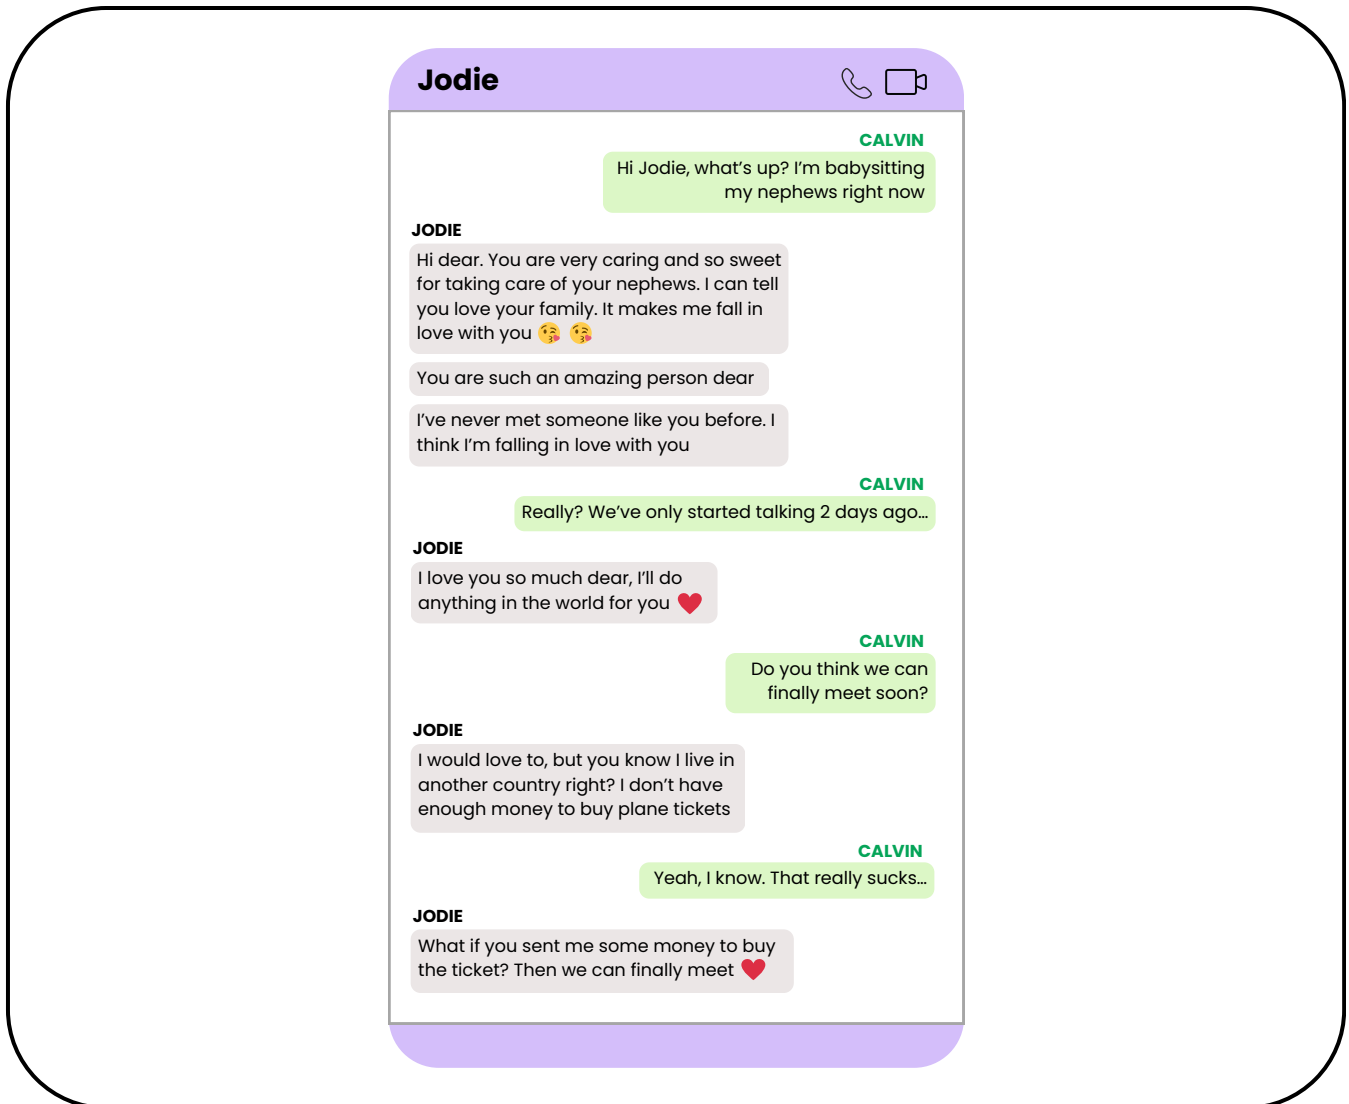 Jodie
CALVIN
Hi Jodie, what’s up? I’m babysitting
my nephews right now
JODIE
Hi dear. You are very caring and so sweet
for taking care of your nephews. I can tell
you love your family. It makes me fall in
love with you 😘 😘
You are such an amazing person dear
I’ve never met someone like you before. I
think I’m falling in love with you
CALVIN
Really? We’ve only started talking 2 days ago…
JODIE
I love you so much dear, I’ll do
anything in the world for you ❤️
CALVIN
Do you think we can
finally meet soon?
JODIE
I would love to, but you know I live in
another country right? I don’t have
enough money to buy plane tickets
CALVIN
Yeah, I know. That really sucks…
JODIE
What if you sent me some money to buy
the ticket? Then we can finally meet ❤️